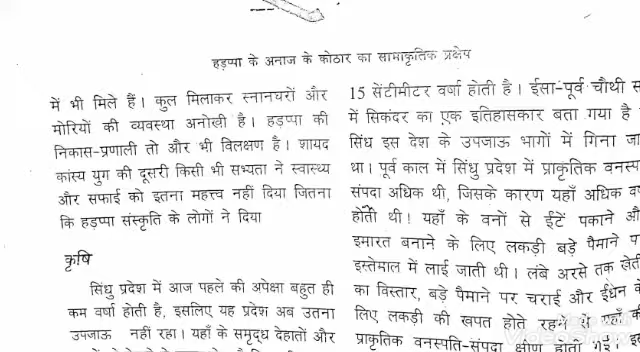 हड़प्पा के अनाज के कोठार का सामाकृतिक प्रक्षेप
में भी मिले हैं। कुल मिलाकर स्नानघरों और
मोरियों की व्यवस्था अनोखी है। हड़प्पा की
निकास-प्रणाली तो और भी विलक्षण है। शायद
कांस्य युग की दूसरी किसी भी सभ्यता ने स्वास्थ्य
और सफाई को इतना महत्त्व नहीं दिया जितना
कि हड़प्पा संस्कृति के लोगों ने दिया
कृषि
सिंधु प्रदेश में आज पहले की अपेक्षा बहुत ही
कम वर्षा होती है, इसलिए यह प्रदेश अब उतना
उपजाऊ नहीं रहा। यहाँ के समृद्ध देहातों और
15 सेंटीमीटर वर्षा होती है। ईसा-पूर्व चौथी
में सिकंदर का एक इतिहासकार बता गया है
सिंध इस देश के उपजाऊ भागों में गिना
था। पूर्व काल में सिंधु प्रदेश में प्राकृतिक
संपदा अधिक थी, जिसके कारण यहाँ अधिक
होती थी। यहाँ के वनों से ईंटें पकाने
इमारत बनाने के लिए लकड़ी बड़े पैमाने
इस्तेमाल में लाई जाती थी। लंबे अरसे तक
का विस्तार, बड़े पैमाने पर चराई और ईंधन
लिए लकड़ी की खपत होते रहने से यहाँ
प्राकृतिक वनस्पति-संपदा क्षीण होती गई।